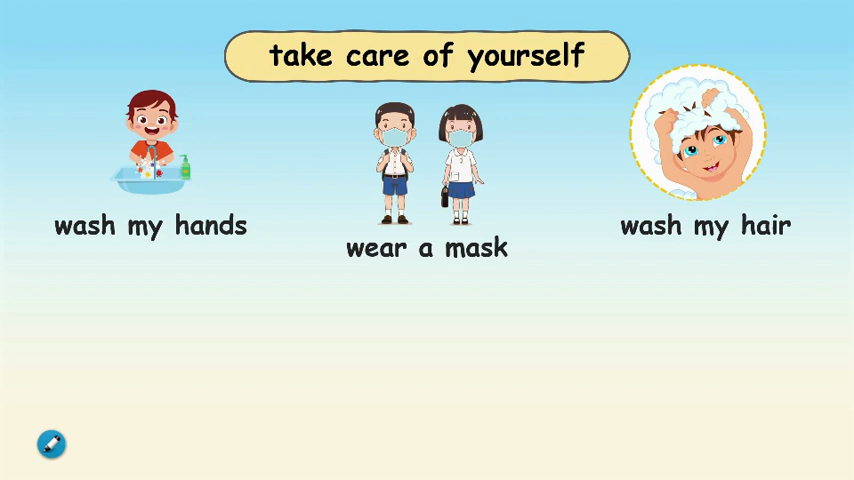 take care of yourself
wash my hands
wear a mask
wash my hair